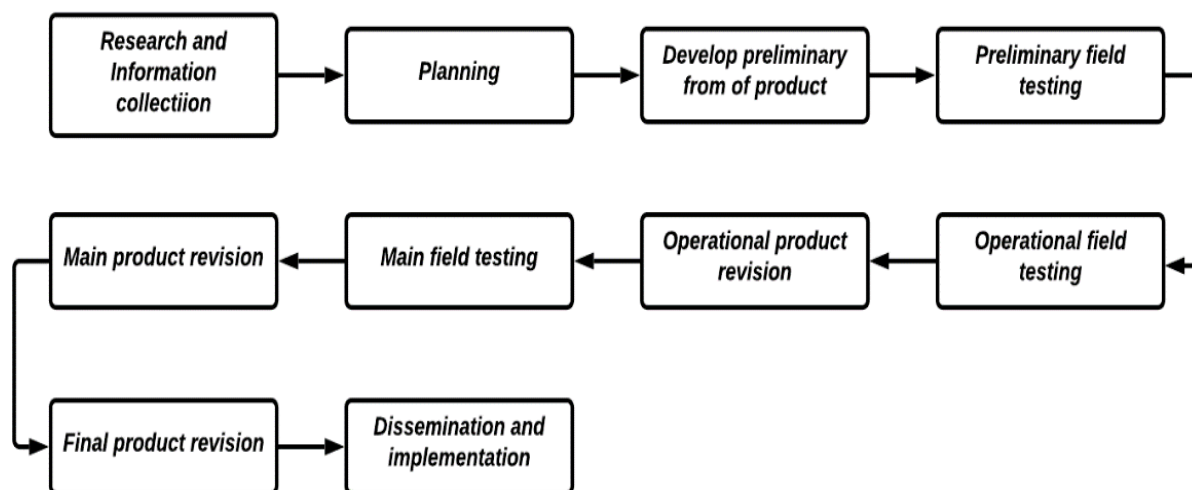 Research and
Information
collectiion
Planning
Develop preliminary
from of product
Preliminary field
testing
Main product revision
Main field testing
Operational product
revision
Operational field
testing
Final product revision
Dissemination and
implementation